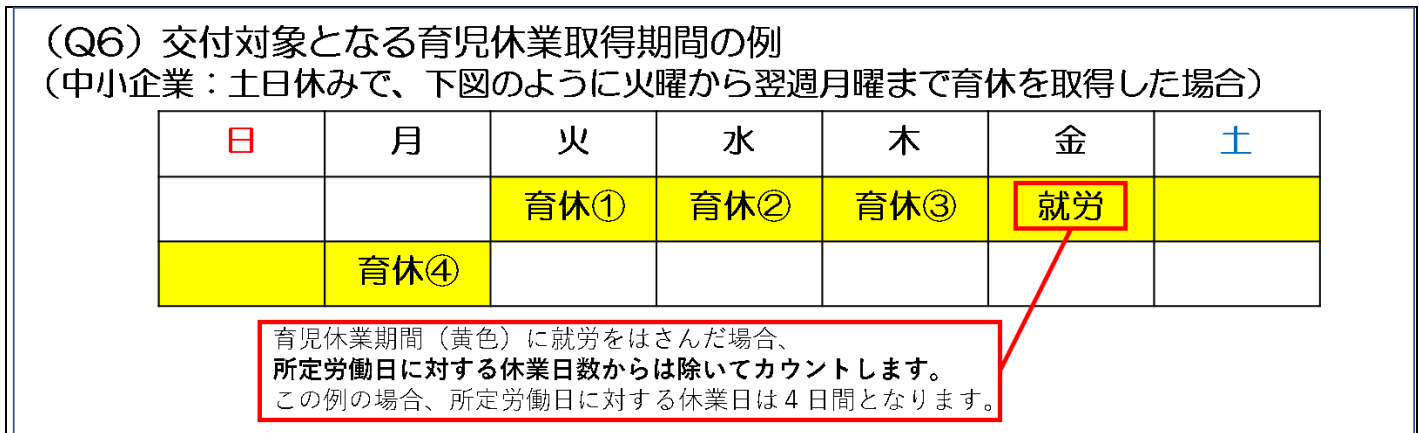 （Q6）交付対象となる育児休業取得期間の例
（中小企業：土日休みで、下図のように火曜から翌週月曜まで育休を取得した場合）
日 月 火 水 木 金 土
育休① 育休② 育休③ 就労
育休④
育児休業期間（黄色）に就労をはさんだ場合、
所定労働日に対する休業日数からは除いてカウントします。
この例の場合、所定労働日に対する休業日は４日間となります。